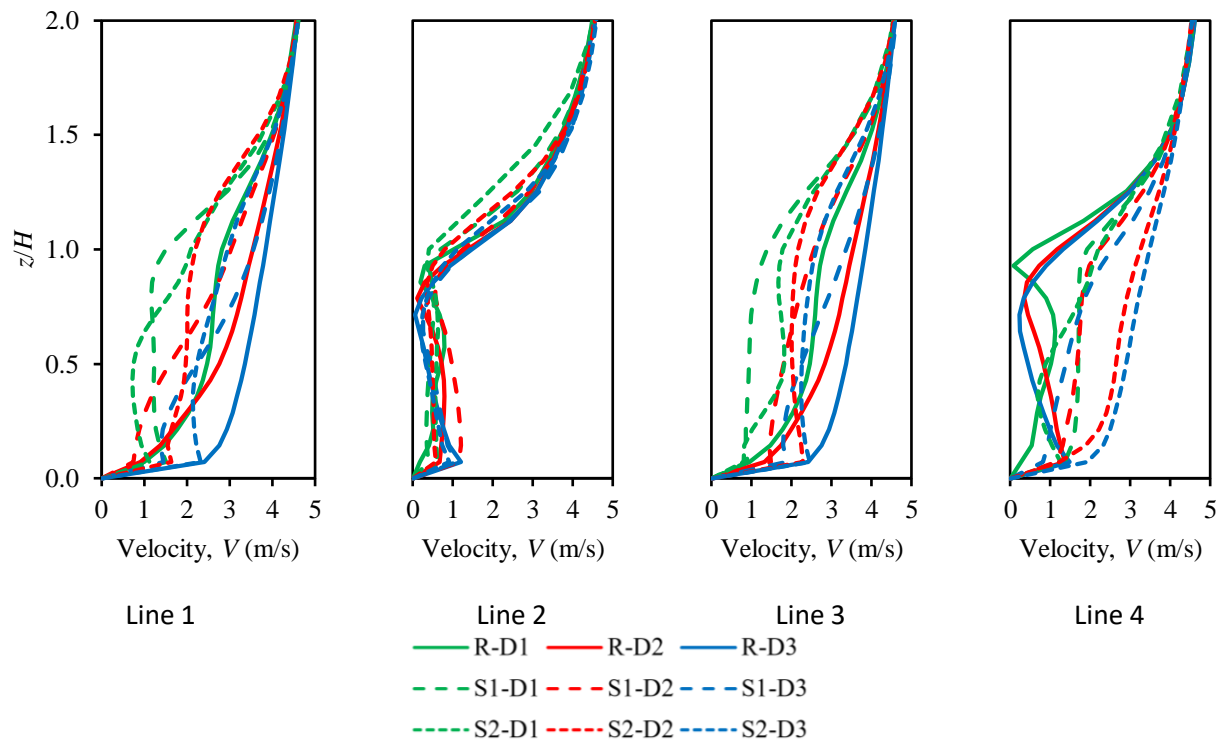 2.0
1.5
1.0
0.5
0.0
z/H
0 1 2 3 4 5 0 1 2 3 4 5 0 1 2 3 4 5 0 1 2 3 4 5
Velocity, V (m/s) Velocity, V (m/s) Velocity, V (m/s) Velocity, V (m/s)
Line 1 Line 2 Line 3 Line 4
R-D1 R-D2 R-D3
S1-D1 S1-D2 S1-D3
S2-D1 S2-D2 S2-D3